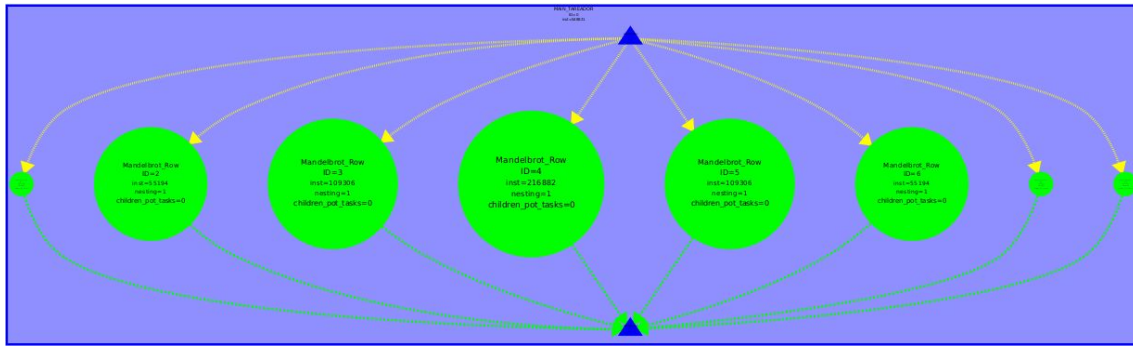 Mandelbrot_Row
ID=2
inst=55194
nesting=1
children_pot_tasks=0
Mandelbrot_Row
ID=3
inst=109306
nesting=1
children_pot_tasks=0
Mandelbrot_Row
ID=4
inst=216882
nesting=1
children_pot_tasks=0
Mandelbrot_Row
ID=5
inst=109306
nesting=1
children_pot_tasks=0
Mandelbrot_Row
ID=6
inst=55194
nesting=1
children_pot_tasks=0